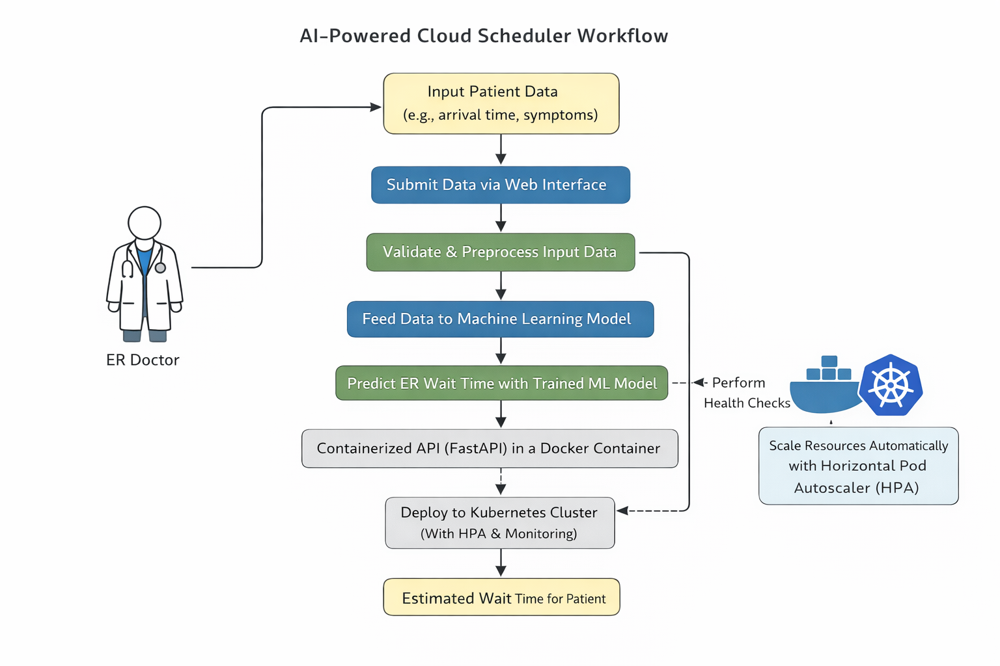 AI-Powered Cloud Scheduler Workflow
Input Patient Data
(e.g., arrival time, symptoms)
Submit Data via Web Interface
Validate & Preprocess Input Data
Feed Data to Machine Learning Model
ER Doctor
Predict ER Wait Time with Trained ML Model
Perform
Health Checks
Containerized API (FastAPI) in a Docker Container
Scale Resources Automatically
with Horizontal Pod
Autoscaler (HPA)
Deploy to Kubernetes Cluster
(With HPA & Monitoring)
Estimated Wait Time for Patient